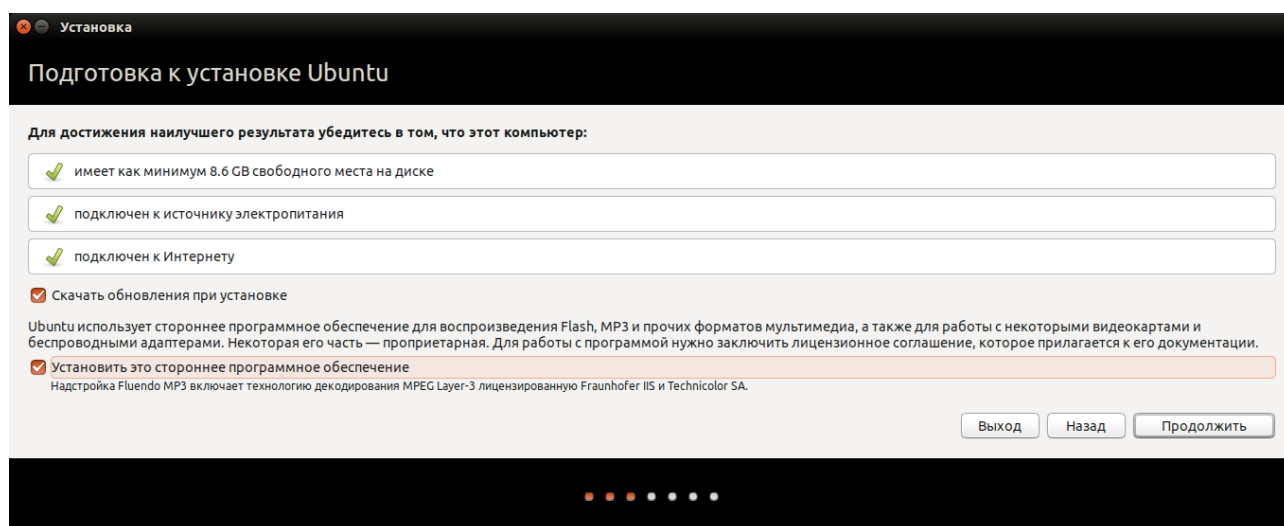 Установка
Подготовка к установке Ubuntu
Для достижения наилучшего результата убедитесь в том, что этот компьютер:
имеет как минимум 8.6 GB свободного места на диске
подключен к источнику электропитания
подключен к Интернету
Скачать обновления при установке
Ubuntu использует стороннее программное обеспечение для воспроизведения Flash, MP3 и прочих форматов мультимедиа, а также для работы с некоторыми видеокартами и
беспроводными адаптерами. Некоторая его часть — проприетарная. Для работы с программой нужно заключить лицензионное соглашение, которое прилагается к его документации.
Установить это стороннее программное обеспечение
Надстройка Fluendo MP3 включает технологию декодирования MPEG Layer-3 лицензированную Fraunhofer IIS и Technicolor SA.
Выход Назад Продолжить